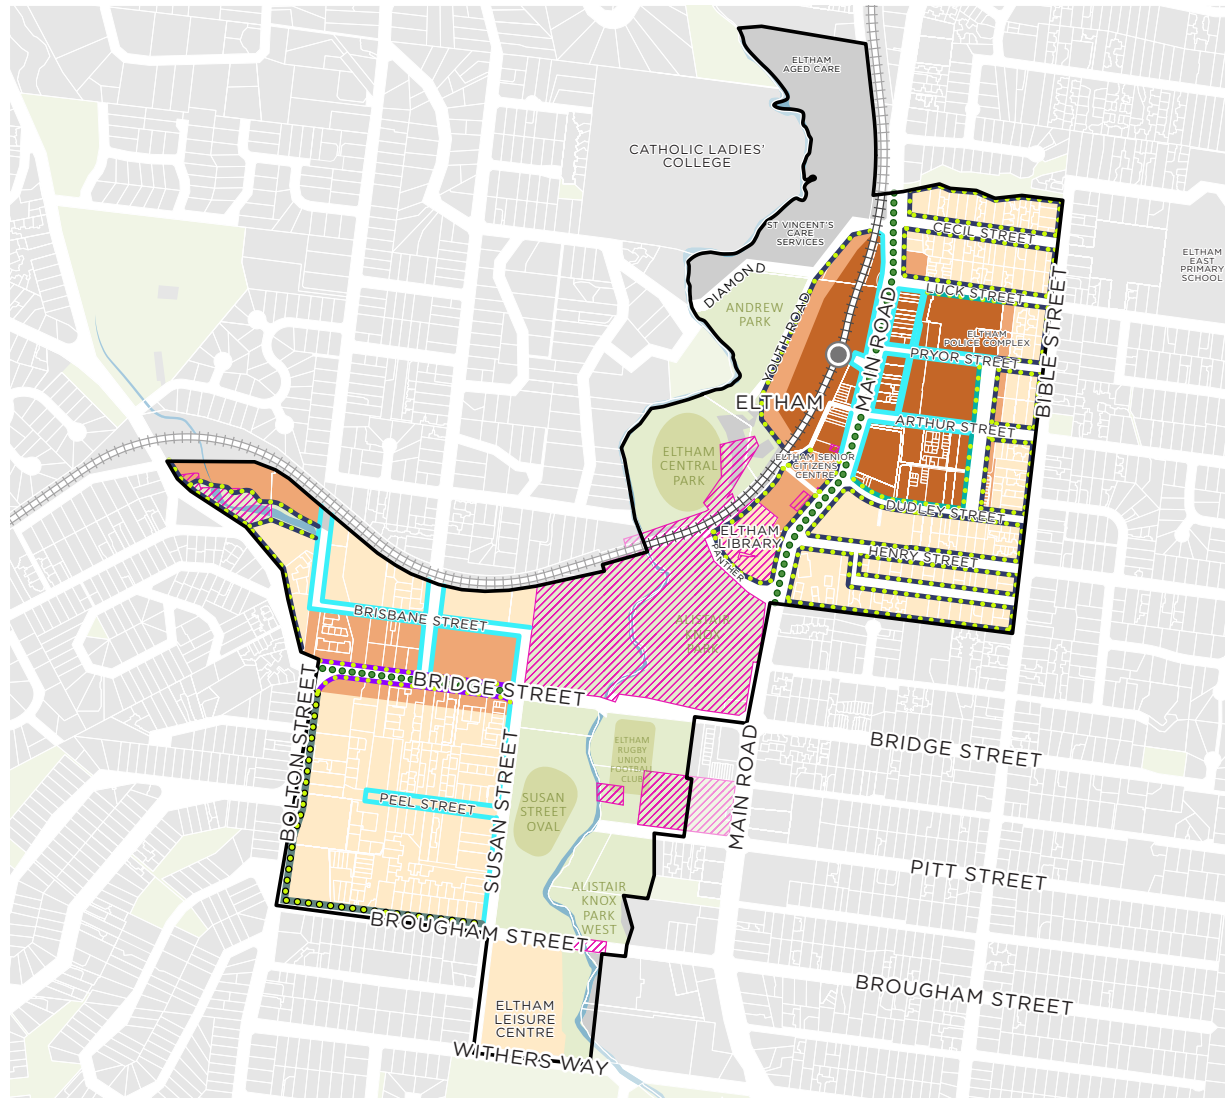 ELTHAM
AGED CARE
CATHOLIC LADIES'
COLLEGE
ST VINCENT'S
CARE
SERVICES
CECIL STREET
ELTHAM
EAST
PRIMARY
SCHOOL
DIAMOND
LUCK STREET
ANDREW
PARK
YOUTH ROAD
MAIN ROAD
ELTHAM
POLICE COMPLEX
PRYOR STREET
BIBLE STREET
ELTHAM
ARTHUR STREET
ELTHAM
CENTRAL
PARK
ELTHAM SENIOR
CITIZENS
CENTRE
DUDLEY STREET
ELTHAM
LIBRARY
PANTHER
HENRY STREET
BRISBANE STREET
ALISTAIR
KNOX
PARK
BRIDGE STREET
BOLTON STREET
BRIDGE STREET
ELTHAM
RUGBY
UNION
FOOTBALL
CLUB
MAIN ROAD
SUSAN STREET
PEEL STREET
SUSAN
STREET
OVAL
PITT STREET
ALISTAIR
KNOX
PARK
WEST
BROUGHAM STREET
BROUGHAM STREET
ELTHAM
LEISURE
CENTRE
WITHERS WAY